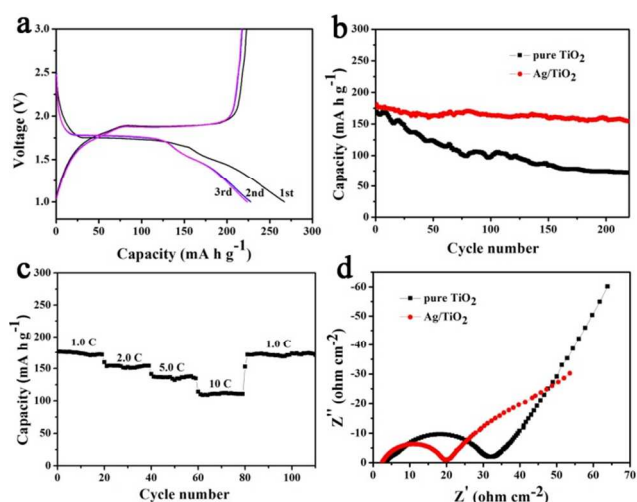 a
3.0
2.5
2.0
1.5
1.0
Voltage (V)
3rd 2nd 1st
0 50 100 150 200 250 300
Capacity (mA h g⁻¹)
b
300
250
200
150
100
50
0
Capacity (mA h g⁻¹)
pure TiO₂
Ag/TiO₂
0 50 100 150 200
Cycle number
c
300
250
200
150
100
50
0
Capacity (mA h g⁻¹)
1.0 C
2.0 C
5.0 C
10 C
1.0 C
0 20 40 60 80 100
Cycle number
d
-60
-50
-40
-30
-20
-10
0
Z'' (ohm cm⁻²)
pure TiO₂
Ag/TiO₂
0 10 20 30 40 50 60 70
Z' (ohm cm⁻²)